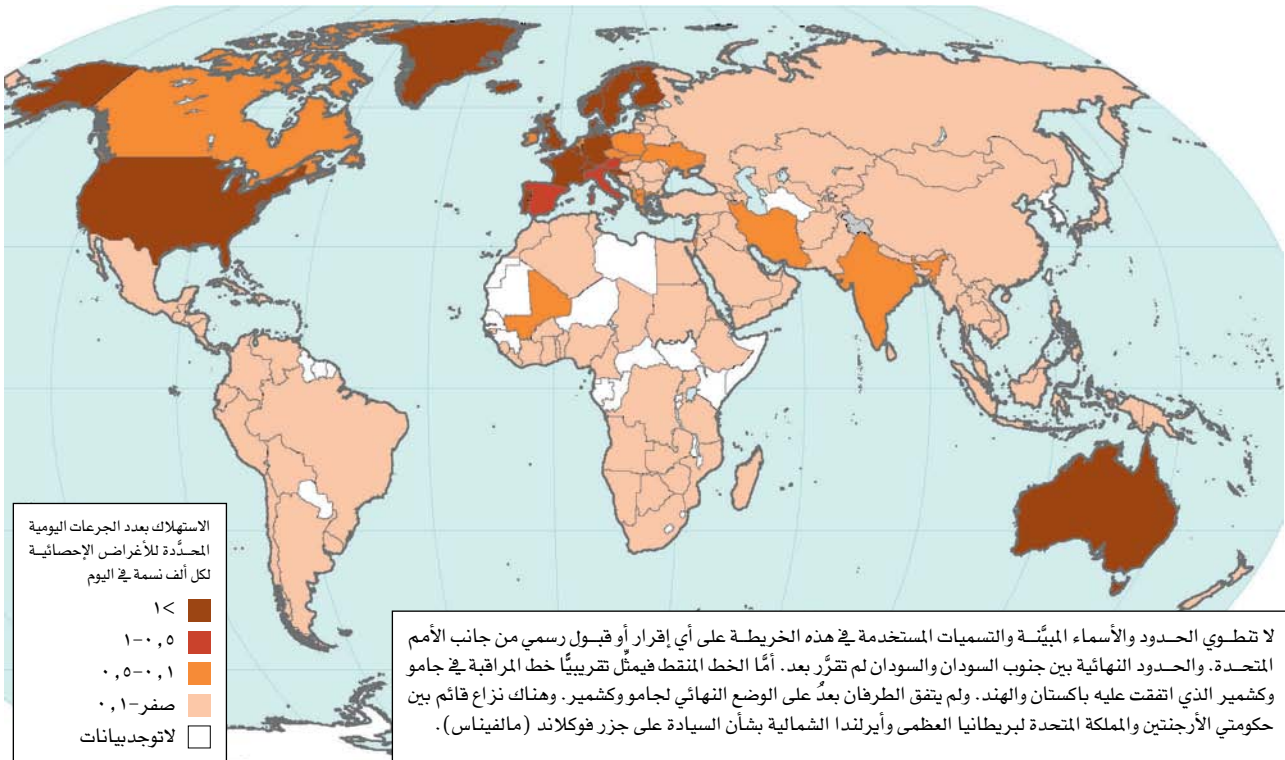 الاستهلاك بعدد الجرعات اليومية
المحدَّدة للأغراض الإحصائية
لكل ألف نسمة في اليوم
>١
٠,٥-١
٠,١-٠,٥
صفر-٠,١
لاتوجدبيانات
لا تنطوي الحدود والأسماء المبيَّنة والتسميات المستخدمة في هذه الخريطة على أي إقرار أو قبول رسمي من جانب الأمم
المتحدة. والحدود النهائية بين جنوب السودان والسودان لم تقرَّر بعد. أمَّا الخط المنقط فيمثِّل تقريبيًّا خط المراقبة في جامو
وكشمير الذي اتفقت عليه باكستان والهند. ولم يتفق الطرفان بعدُ على الوضع النهائي لجامو وكشمير. وهناك نزاع قائم بين
حكومتي الأرجنتين والمملكة المتحدة لبريطانيا العظمى وأيرلندا الشمالية بشأن السيادة على جزر فوكلاند (مالفيناس).